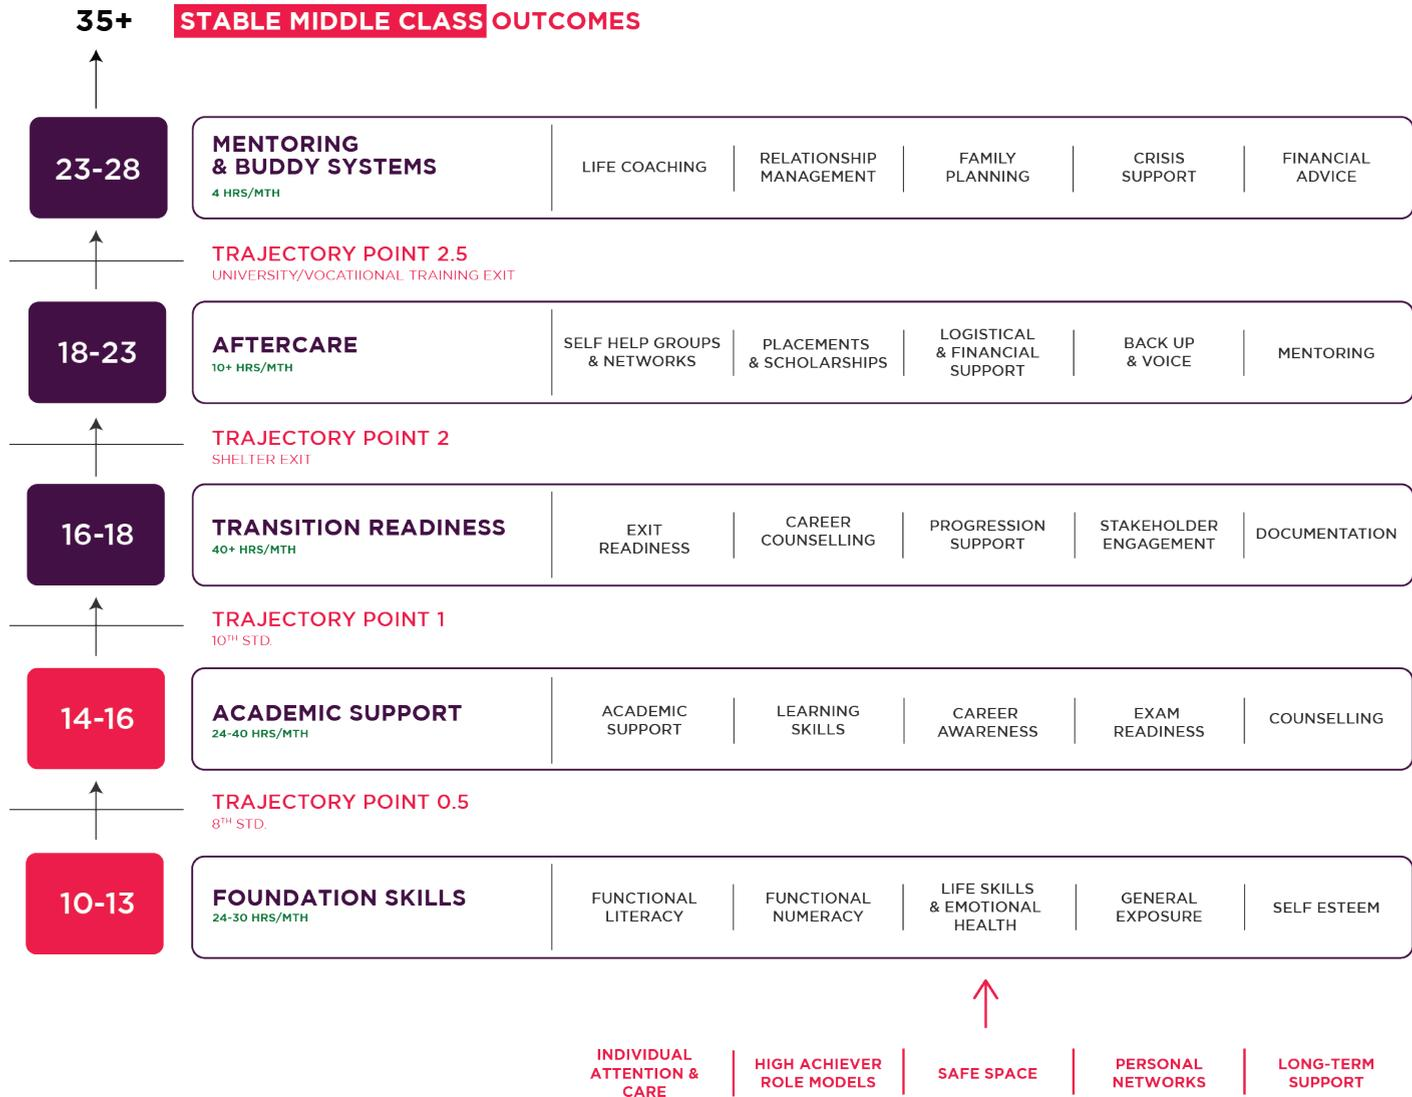 35+ STABLE MIDDLE CLASS OUTCOMES
23-28
MENTORING
& BUDDY SYSTEMS
4 HRS/MTH
LIFE COACHING
RELATIONSHIP
MANAGEMENT
FAMILY
PLANNING
CRISIS
SUPPORT
FINANCIAL
ADVICE
TRAJECTORY POINT 2.5
UNIVERSITY/VOCATIIONAL TRAINING EXIT
18-23
AFTERCARE
10+ HRS/MTH
SELF HELP GROUPS
& NETWORKS
PLACEMENTS
& SCHOLARSHIPS
LOGISTICAL
& FINANCIAL
SUPPORT
BACK UP
& VOICE
MENTORING
TRAJECTORY POINT 2
SHELTER EXIT
16-18
TRANSITION READINESS
40+ HRS/MTH
EXIT
READINESS
CAREER
COUNSELLING
PROGRESSION
SUPPORT
STAKEHOLDER
ENGAGEMENT
DOCUMENTATION
TRAJECTORY POINT 1
10TH STD.
14-16
ACADEMIC SUPPORT
24-40 HRS/MTH
ACADEMIC
SUPPORT
LEARNING
SKILLS
CAREER
AWARENESS
EXAM
READINESS
COUNSELLING
TRAJECTORY POINT 0.5
8TH STD.
10-13
FOUNDATION SKILLS
24-30 HRS/MTH
FUNCTIONAL
LITERACY
FUNCTIONAL
NUMERACY
LIFE SKILLS
& EMOTIONAL
HEALTH
GENERAL
EXPOSURE
SELF ESTEEM
INDIVIDUAL
ATTENTION &
CARE
HIGH ACHIEVER
ROLE MODELS
SAFE SPACE
PERSONAL
NETWORKS
LONG-TERM
SUPPORT